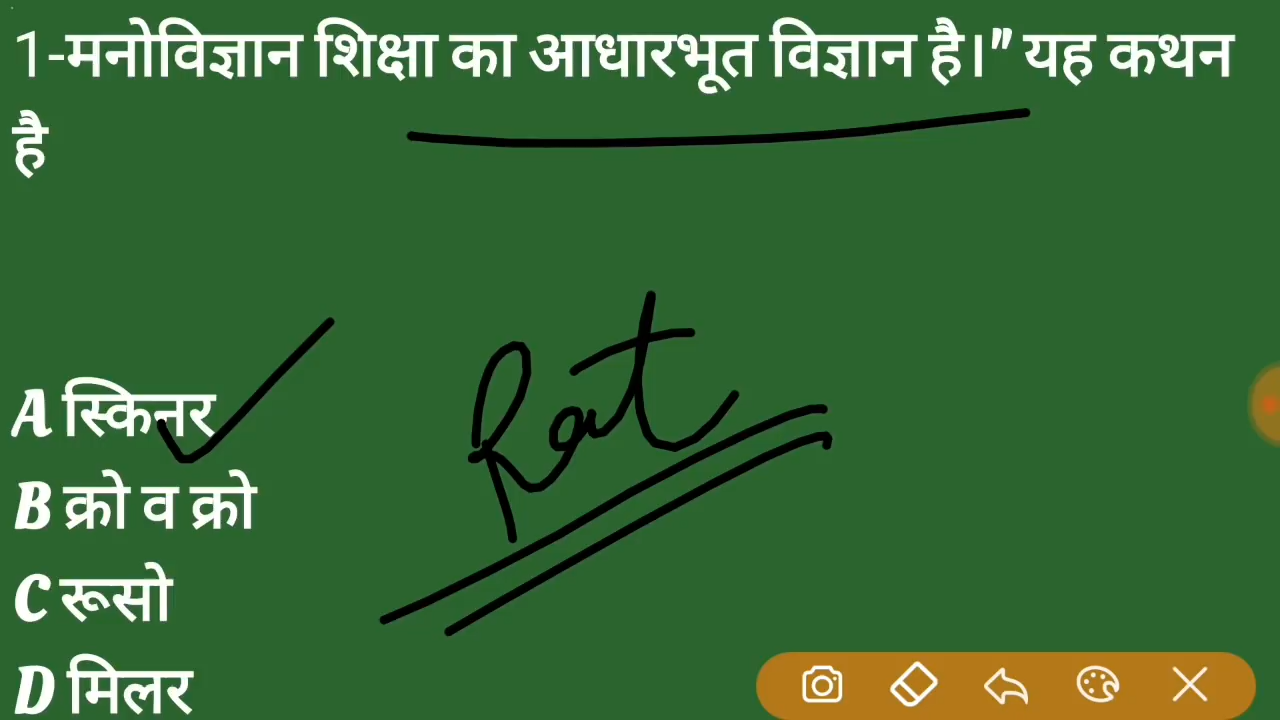 1-मनोविज्ञान शिक्षा का आधारभूत विज्ञान है।" यह कथन
है
A स्किनर
Rat
B क्रो व क्रो
C रूसो
D मिलर